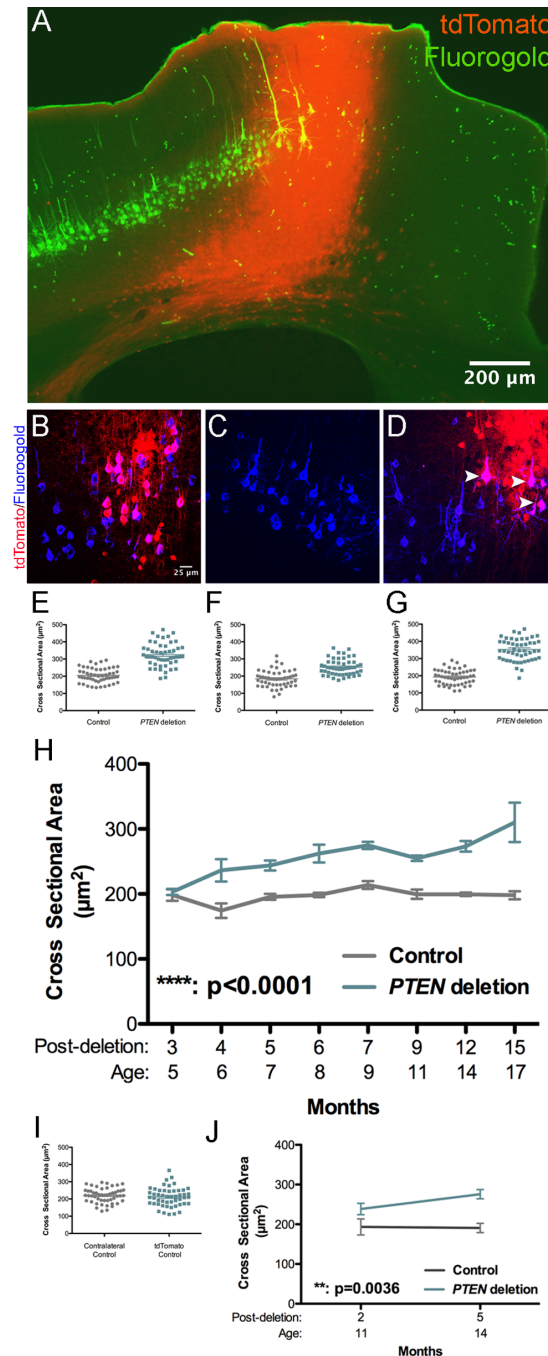 A
tdTomato
Fluorogold
200 µm
B
C
D
tdTomato/Fluoroogold
25 µm
E
F
G
Cross Sectional Area (µm²)
500
400
300
200
100
0
Control
PTEN deletion
Cross Sectional Area (µm²)
500
400
300
200
100
0
Control
PTEN deletion
Cross Sectional Area (µm²)
500
400
300
200
100
0
Control
PTEN deletion
H
Cross Sectional Area
(µm²)
400
300
200
100
0
Control
PTEN deletion
****: p<0.0001
Post-deletion: 3 4 5 6 7 9 12 15
Age: 5 6 7 8 9 11 14 17
Months
I
Cross Sectional Area (µm²)
500
400
300
200
100
0
Contralateral
Control
tdTomato
Control
J
Cross Sectional Area
(µm²)
400
300
200
100
0
Control
PTEN deletion
**: p=0.0036
Post-deletion: 2 5
Age: 11 14
Months